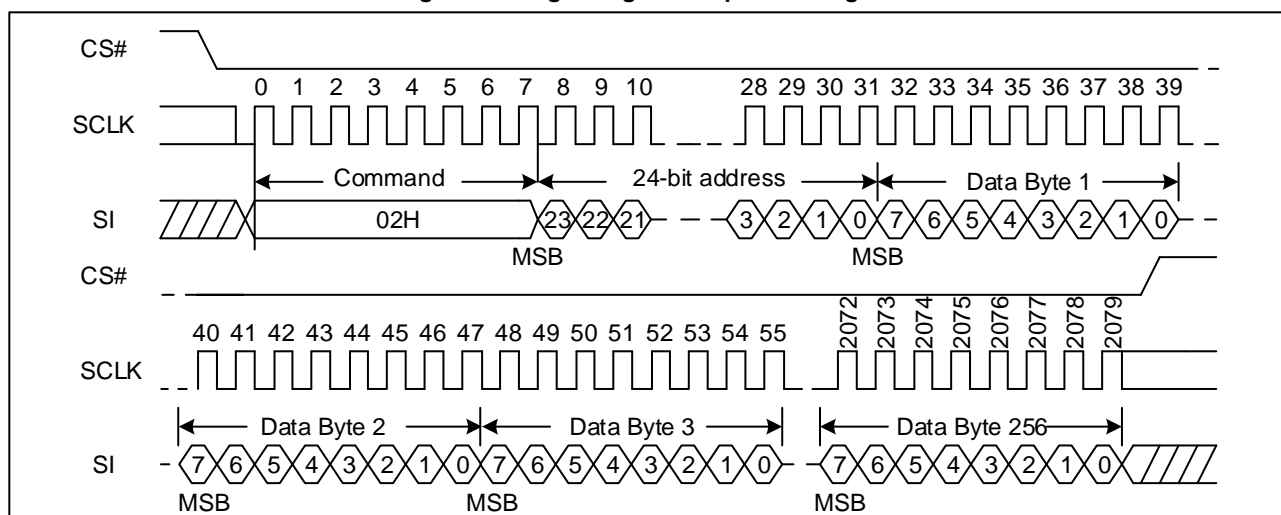 CS#
0 1 2 3 4 5 6 7 8 9 10 28 29 30 31 32 33 34 35 36 37 38 39
SCLK
Command 24-bit address Data Byte 1
SI 02H 23 22 21 3 2 1 0 7 6 5 4 3 2 1 0
MSB MSB
CS#
40 41 42 43 44 45 46 47 48 49 50 51 52 53 54 55 2072 2073 2074 2075 2076 2077 2078 2079
SCLK
Data Byte 2 Data Byte 3 Data Byte 256
SI 7 6 5 4 3 2 1 0 7 6 5 4 3 2 1 0 7 6 5 4 3 2 1 0
MSB MSB MSB